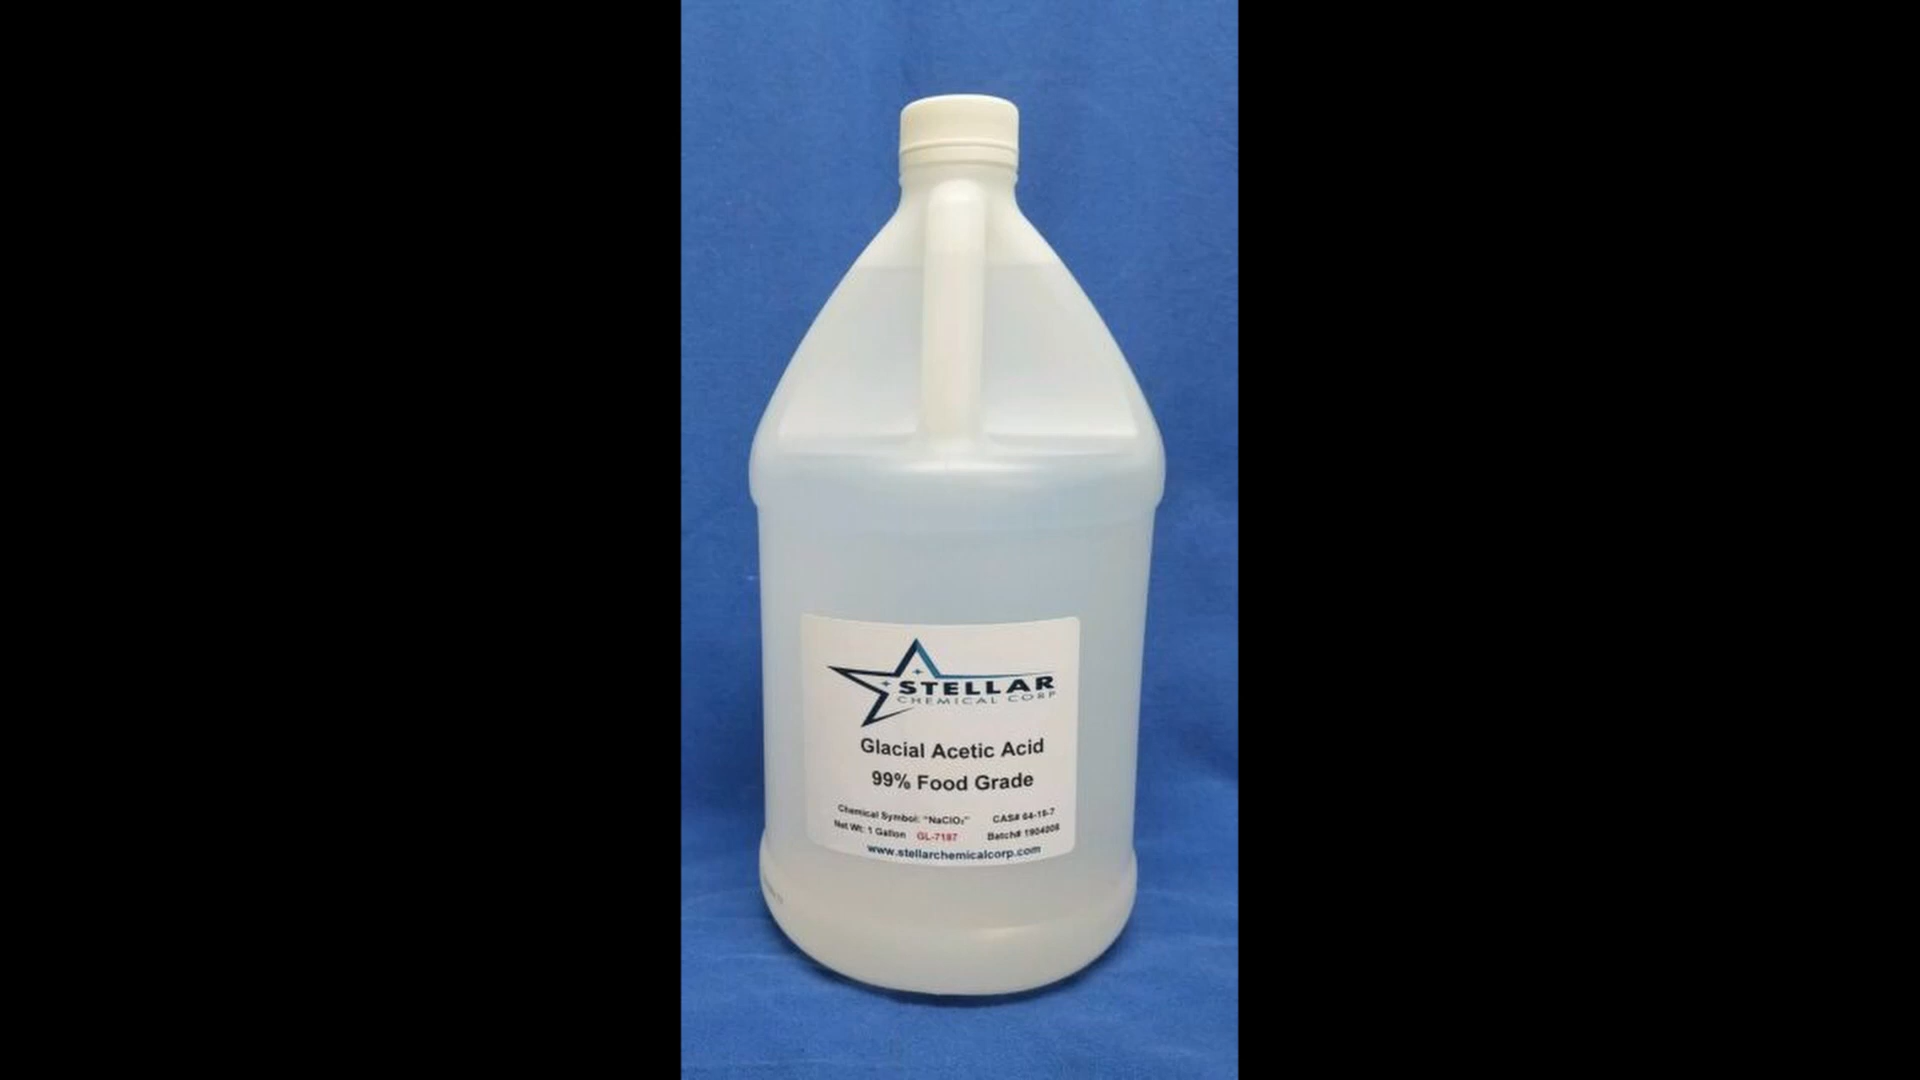 STELLAR
CHEMICAL CORP
Glacial Acetic Acid
99% Food Grade
Chemical Symbol: "NaClO₂" CAS# 64-19-7
Net Wt: 1 Gallon GL-7187 Batch# 1904008
www.stellarchemicalcorp.com